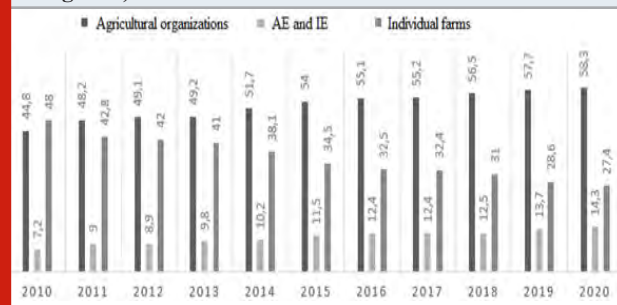 Agricultural organizations AE and IE Individual farms
44,8 7,2 48 48,2 9 42,8 49,1 8,9 42 49,2 9,8 41 51,7 10,2 38,1 54 11,5 34,5 55,1 12,4 32,5 55,2 12,4 32,4 56,5 12,5 31 57,7 13,7 28,6 58,3 14,3 27,4
2010 2011 2012 2013 2014 2015 2016 2017 2018 2019 2020